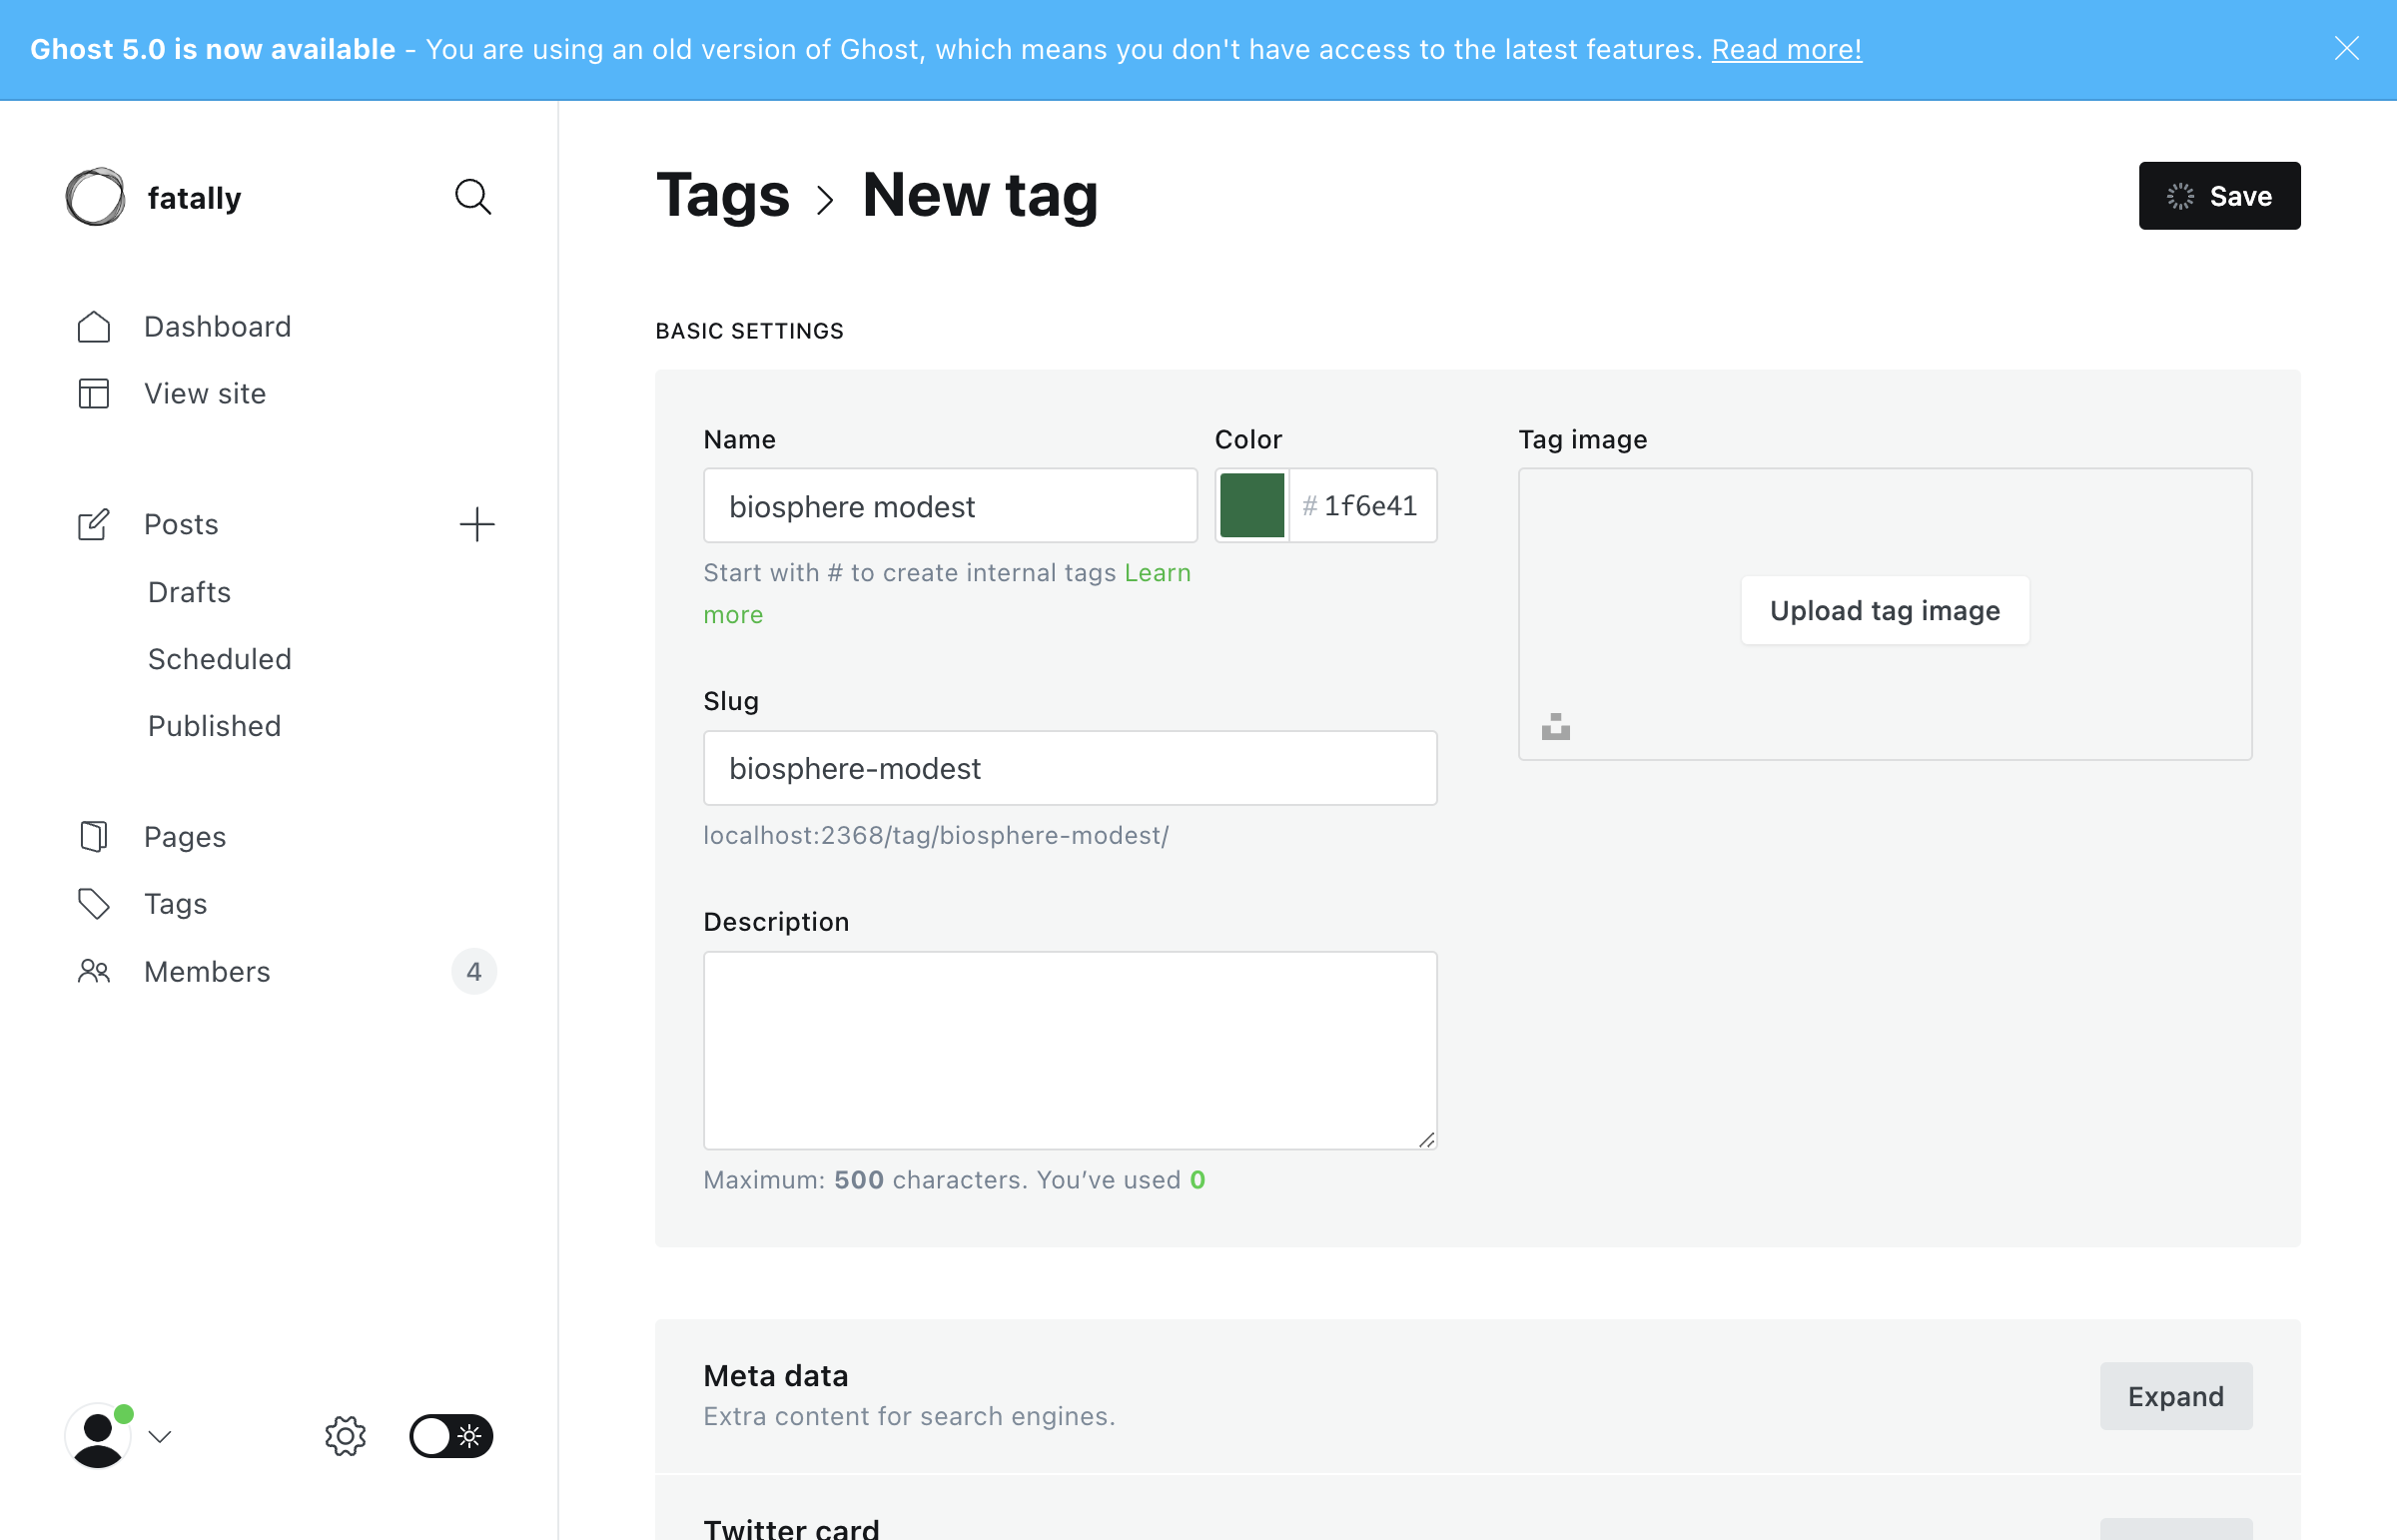 Ghost 5.0 is now available - You are using an old version of Ghost, which means you don't have access to the latest features. Read more!
fatally
Dashboard
View site
Posts
Drafts
Scheduled
Published
Pages
Tags
Members 4
Tags > New tag
Save
BASIC SETTINGS
Name
biosphere modest
Start with # to create internal tags Learn
more
Color
# 1f6e41
Slug
biosphere-modest
localhost:2368/tag/biosphere-modest/
Description
Maximum: 500 characters. You’ve used 0
Tag image
Upload tag image
Meta data
Extra content for search engines.
Expand
Twitter card